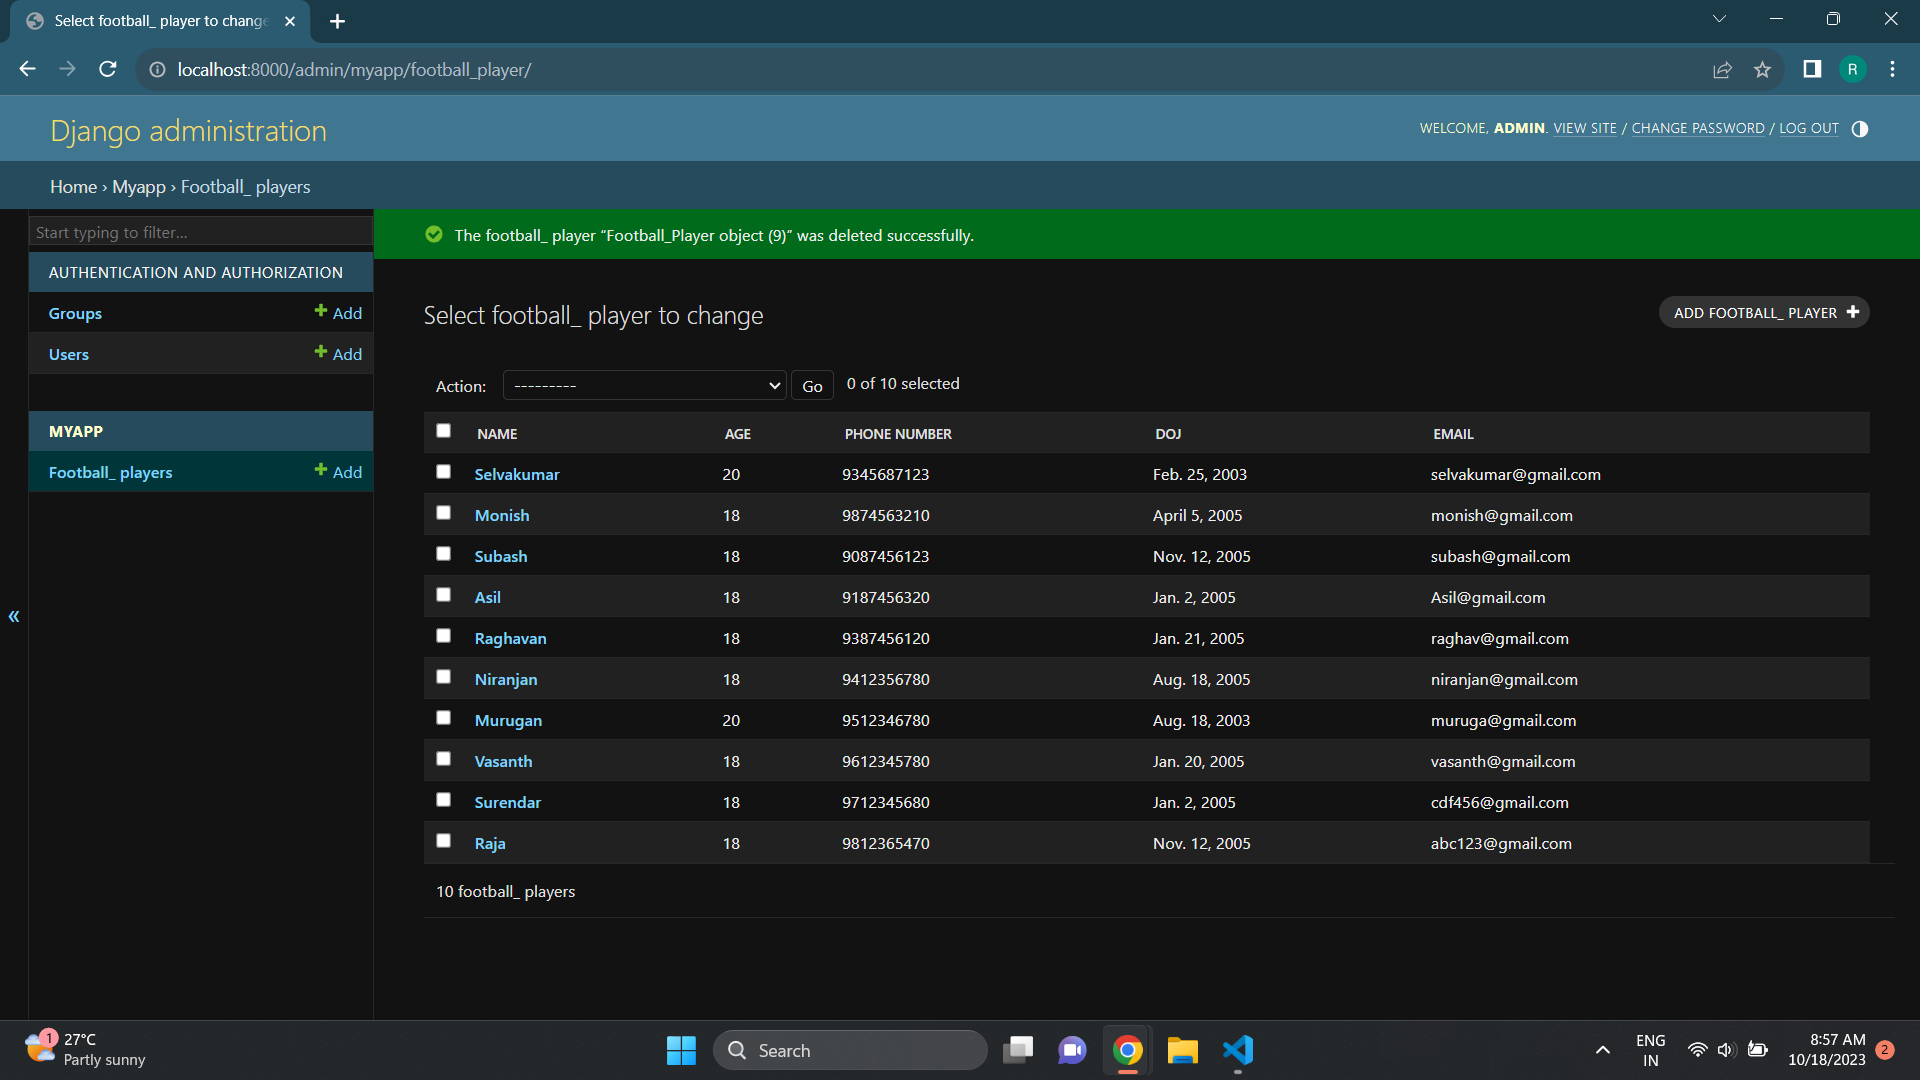 Select football_ player to change
localhost:8000/admin/myapp/football_player/
R
Django administration
WELCOME, ADMIN. VIEW SITE / CHANGE PASSWORD / LOG OUT
Home › Myapp › Football_ players
Start typing to filter...
The football_ player “Football_Player object (9)” was deleted successfully.
AUTHENTICATION AND AUTHORIZATION
Groups Add
Users Add
MYAPP
Football_ players Add
«
Select football_ player to change
ADD FOOTBALL_ PLAYER
Action: --------- Go 0 of 10 selected
NAME AGE PHONE NUMBER DOJ EMAIL
Selvakumar 20 9345687123 Feb. 25, 2003 selvakumar@gmail.com
Monish 18 9874563210 April 5, 2005 monish@gmail.com
Subash 18 9087456123 Nov. 12, 2005 subash@gmail.com
Asil 18 9187456320 Jan. 2, 2005 Asil@gmail.com
Raghavan 18 9387456120 Jan. 21, 2005 raghav@gmail.com
Niranjan 18 9412356780 Aug. 18, 2005 niranjan@gmail.com
Murugan 20 9512346780 Aug. 18, 2003 muruga@gmail.com
Vasanth 18 9612345780 Jan. 20, 2005 vasanth@gmail.com
Surendar 18 9712345680 Jan. 2, 2005 cdf456@gmail.com
Raja 18 9812365470 Nov. 12, 2005 abc123@gmail.com
10 football_ players
1
27°C
Partly sunny
Search
ENG
IN
8:57 AM
10/18/2023
2